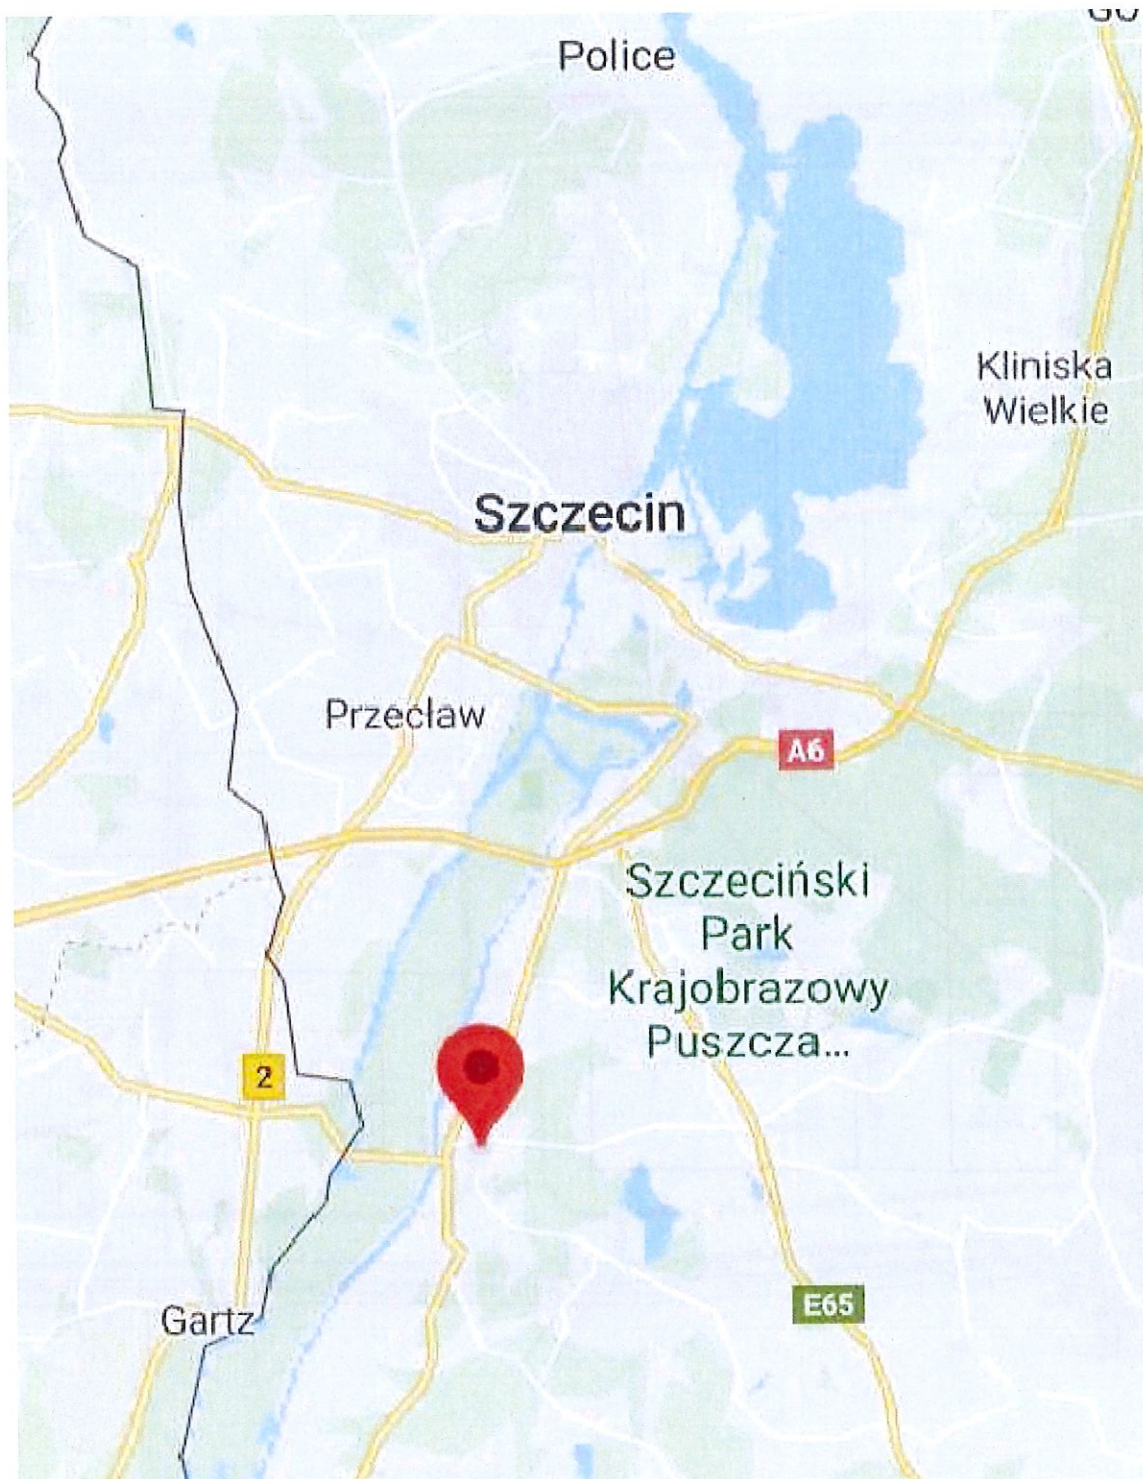 Police
Kliniska
Wielkie
Szczecin
Przecław
A6
Szczeciński
Park
Krajobrazowy
Puszcza...
2
E65
Gartz